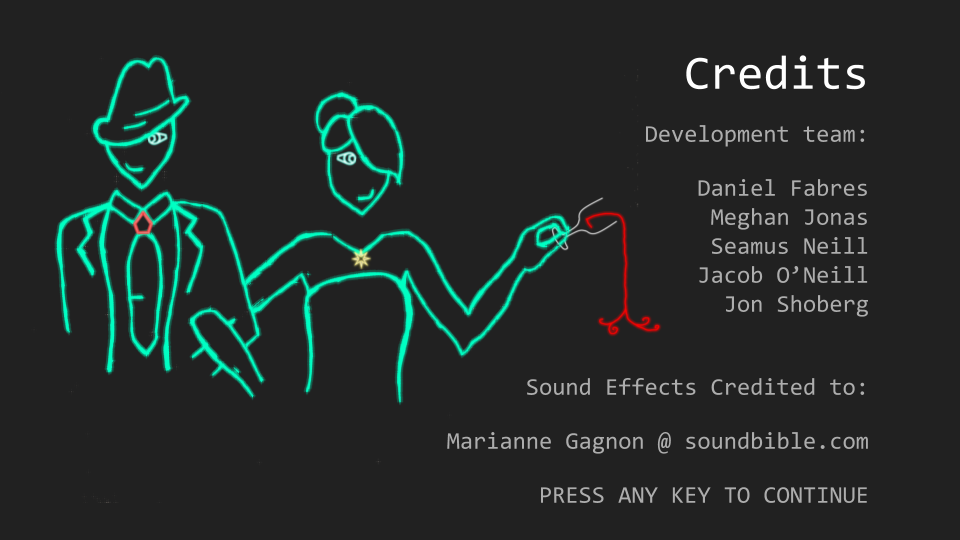 Credits
Development team:
Daniel Fabres
Meghan Jonas
Seamus Neill
Jacob O’Neill
Jon Shoberg
Sound Effects Credited to:
Marianne Gagnon @ soundbible.com
PRESS ANY KEY TO CONTINUE